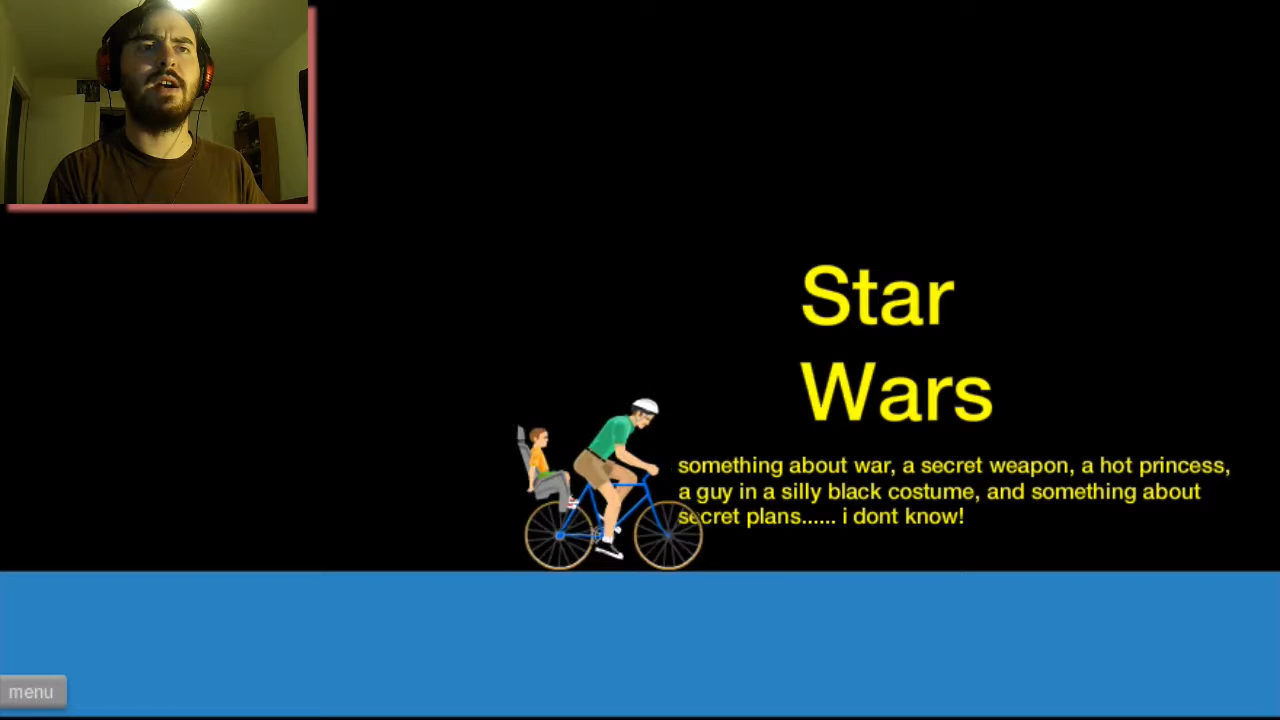 Star
Wars
something about war, a secret weapon, a hot princess,
a guy in a silly black costume, and something about
secret plans...... i dont know!
menu